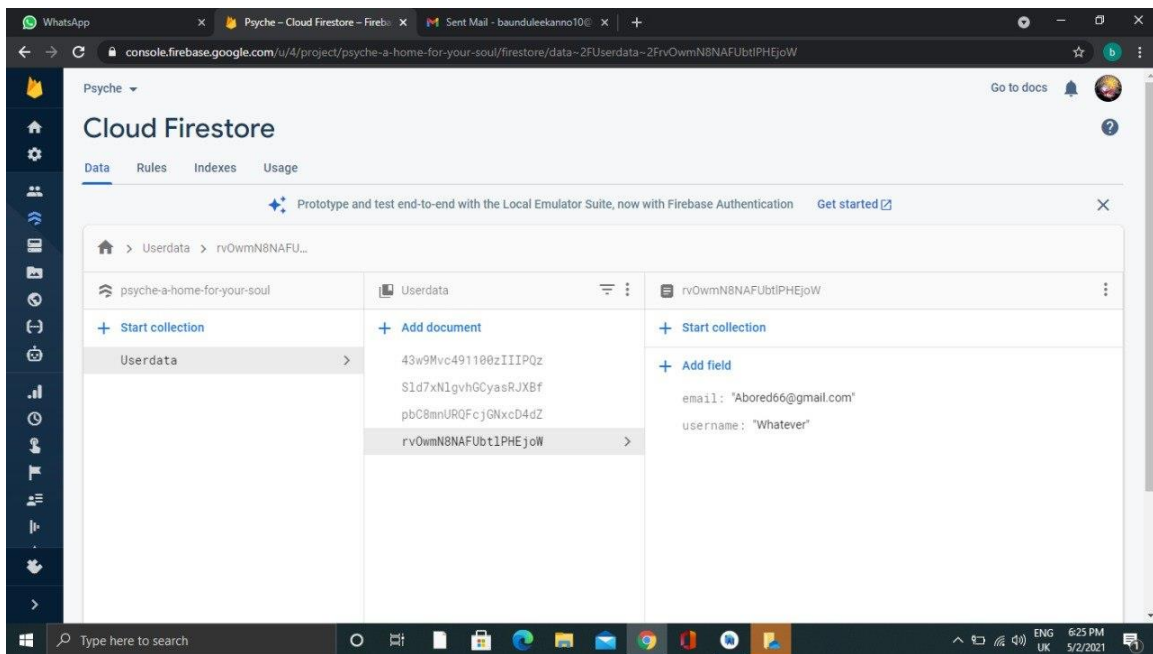 WhatsApp
Psyche – Cloud Firestore – Fireba
Sent Mail - baunduleekanno10@
console.firebase.google.com/u/4/project/psyche-a-home-for-your-soul/firestore/data~2FUserdata~2FrvOwmN8NAFUbtlPHEjoW
b
Psyche
Go to docs
Cloud Firestore
Data Rules Indexes Usage
Prototype and test end-to-end with the Local Emulator Suite, now with Firebase Authentication Get started
> Userdata > rvOwmN8NAFU...
psyche-a-home-for-your-soul
Userdata
rvOwmN8NAFUbtlPHEjoW
+ Start collection
+ Add document
+ Start collection
Userdata
43w9Mvc491100zIIIPQz
Sld7xNlgvhGCyasRJXBf
pbC8mnURQFcjGNxcD4dZ
rvOwmN8NAFUbtlPHEjoW
+ Add field
email: "Abored66@gmail.com"
username: "Whatever"
Type here to search
ENG
UK
6:25 PM
5/2/2021